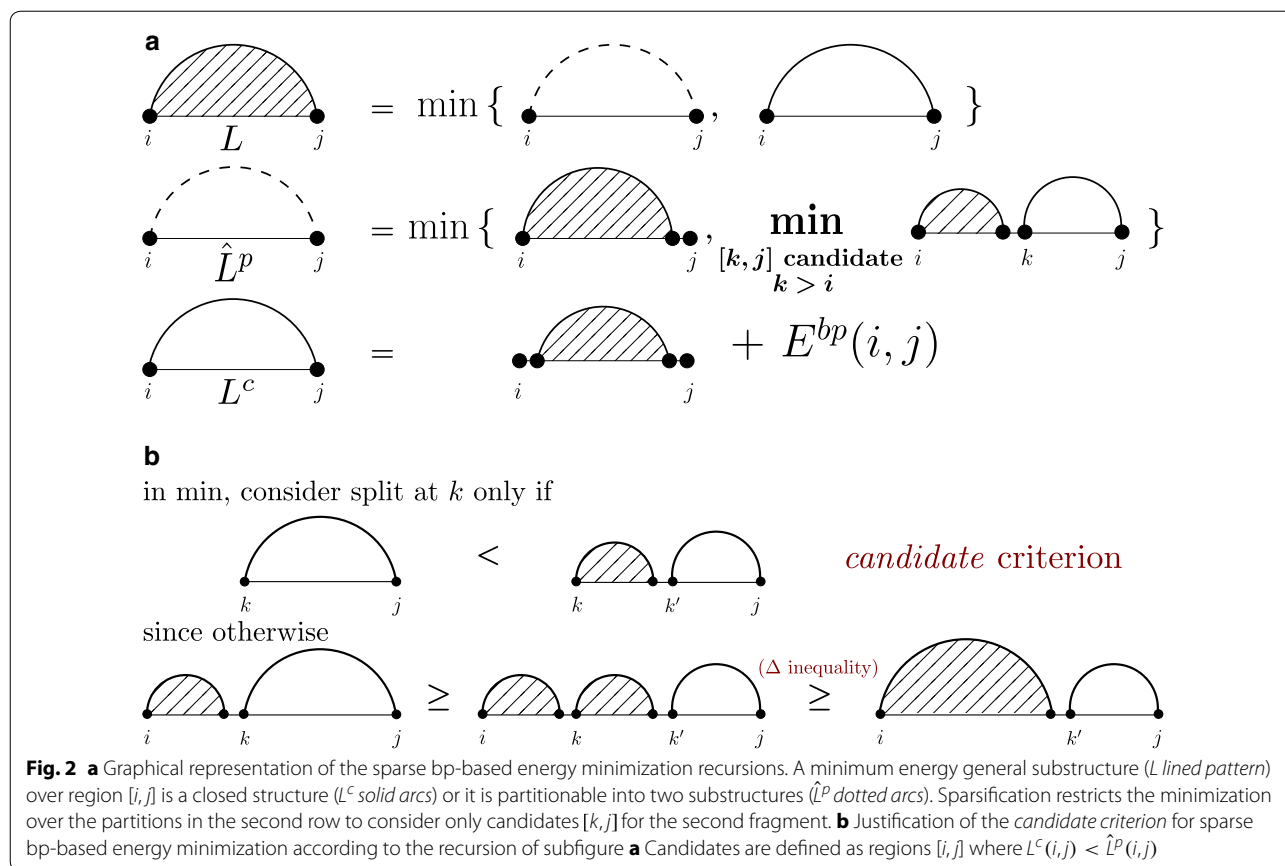 a
= min { , }
i L j i j i j
= min { , min [k, j] candidate k > i }
i L̂^p j i j i k j
= + E^{bp}(i, j)
i L^c j i j
b
in min, consider split at k only if
< candidate criterion
k j k k′ j
since otherwise
≥ (Δ inequality) ≥
i k j i k k′ j i k′ j
Fig. 2 a Graphical representation of the sparse bp-based energy minimization recursions. A minimum energy general substructure (L lined pattern)
over region [i, j] is a closed structure (L^c solid arcs) or it is partitionable into two substructures (L̂^p dotted arcs). Sparsification restricts the minimization
over the partitions in the second row to consider only candidates [k, j] for the second fragment. b Justification of the candidate criterion for sparse
bp-based energy minimization according to the recursion of subfigure a Candidates are defined as regions [i, j] where L^c(i, j) < L̂^p(i, j)